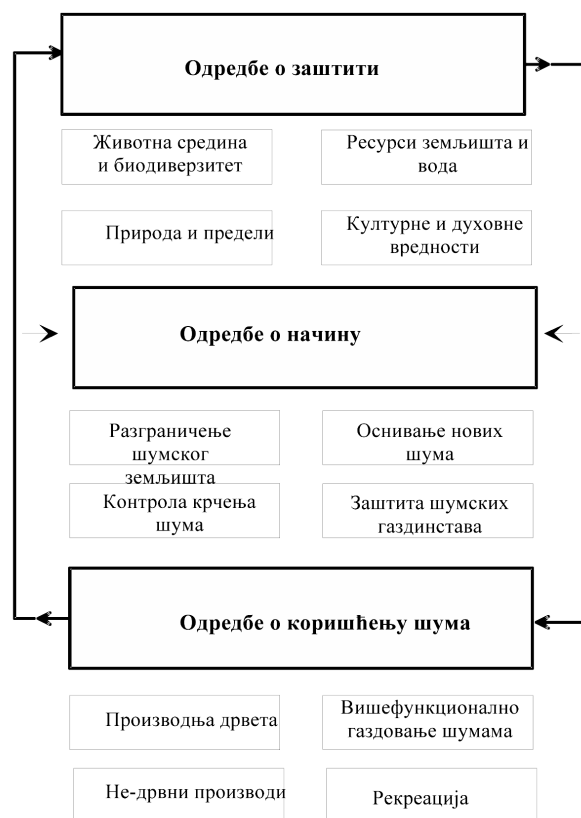 Одредбе о заштити
Животна средина
и биодиверзитет
Ресурси земљишта и
вода
Природа и предели
Културне и духовне
вредности
Одредбе о начину
Разграничење
шумског
земљишта
Оснивање нових
шума
Контрола крчења
шума
Заштита шумских
газдинстава
Одредбе о коришћењу шума
Производња дрвета
Вишефункционално
газдовање шумама
Не-дрвни производи
Рекреација